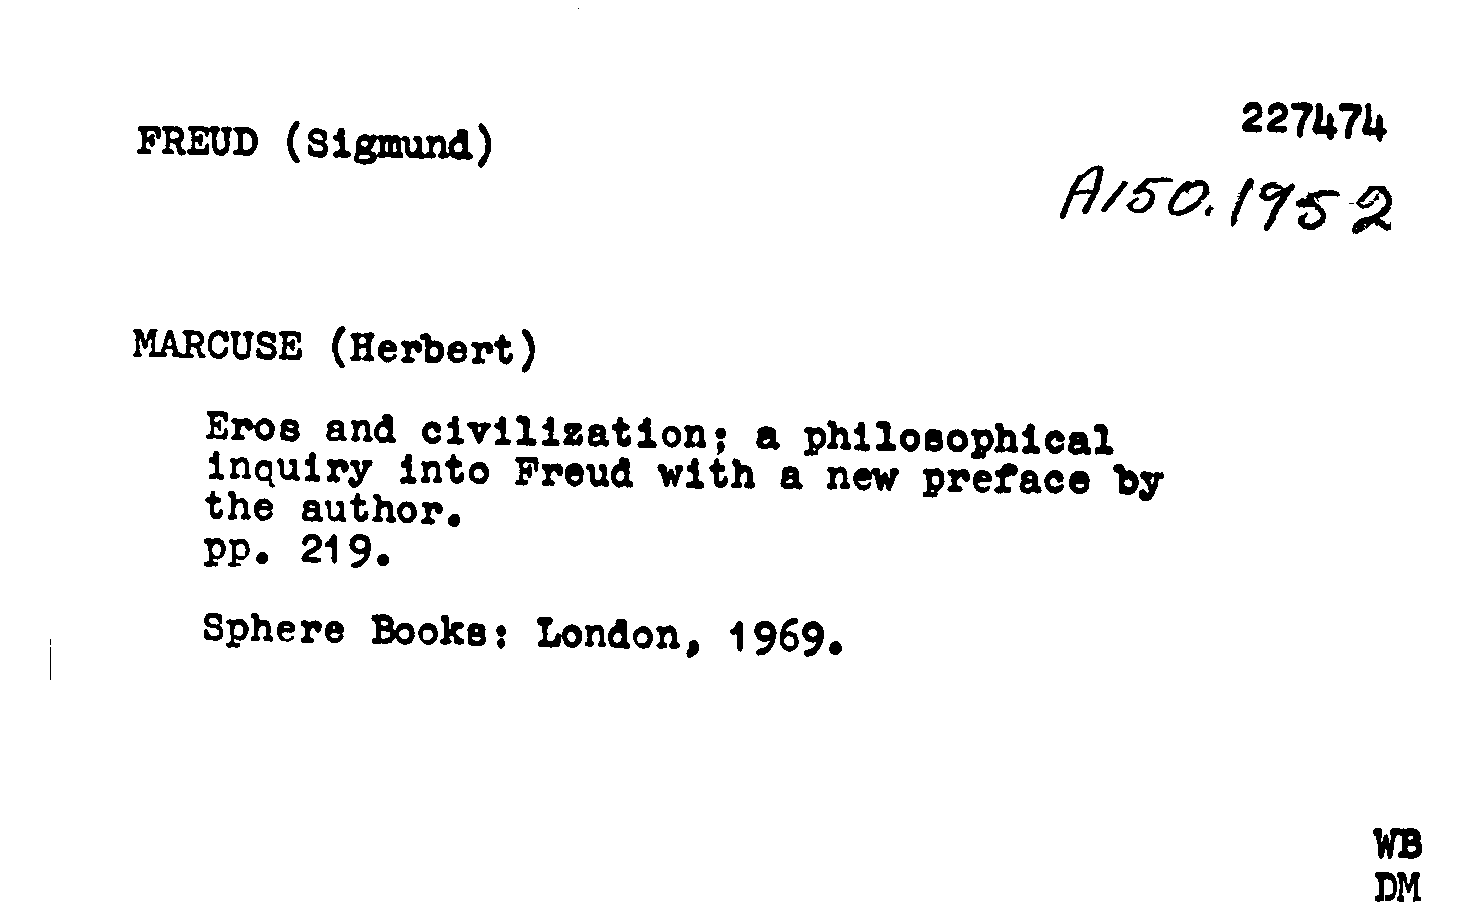 FREUD (Sigmund)
227474
A150.1952
MARCUSE (Herbert)
Eros and civilization; a philosophical
inquiry into Freud with a new preface by
the author.
pp. 219.
Sphere Books: London, 1969.
WB
DM